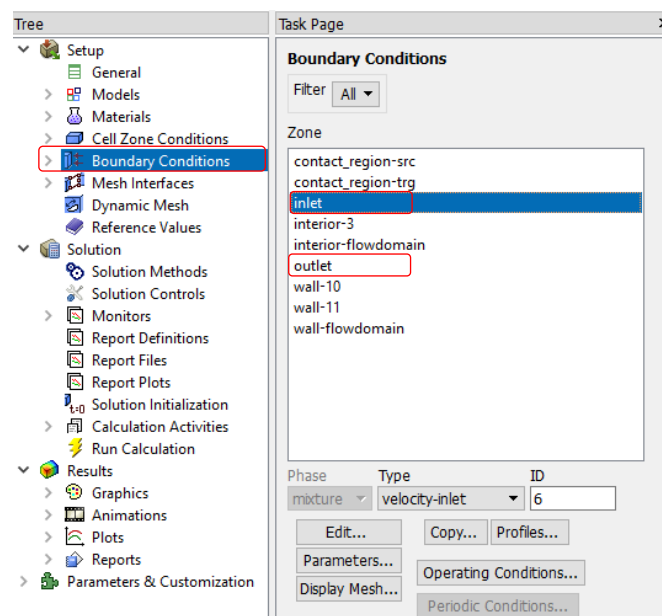 Tree
Setup
General
Models
Materials
Cell Zone Conditions
Boundary Conditions
Mesh Interfaces
Dynamic Mesh
Reference Values
Solution
Solution Methods
Solution Controls
Monitors
Report Definitions
Report Files
Report Plots
t=0 Solution Initialization
Calculation Activities
Run Calculation
Results
Graphics
Animations
Plots
Reports
Parameters & Customization
Task Page
Boundary Conditions
Filter All
Zone
contact_region-src
contact_region-trg
inlet
interior-3
interior-flowdomain
outlet
wall-10
wall-11
wall-flowdomain
Phase Type ID
mixture velocity-inlet 6
Edit... Copy... Profiles...
Parameters... Operating Conditions...
Display Mesh...
Periodic Conditions...